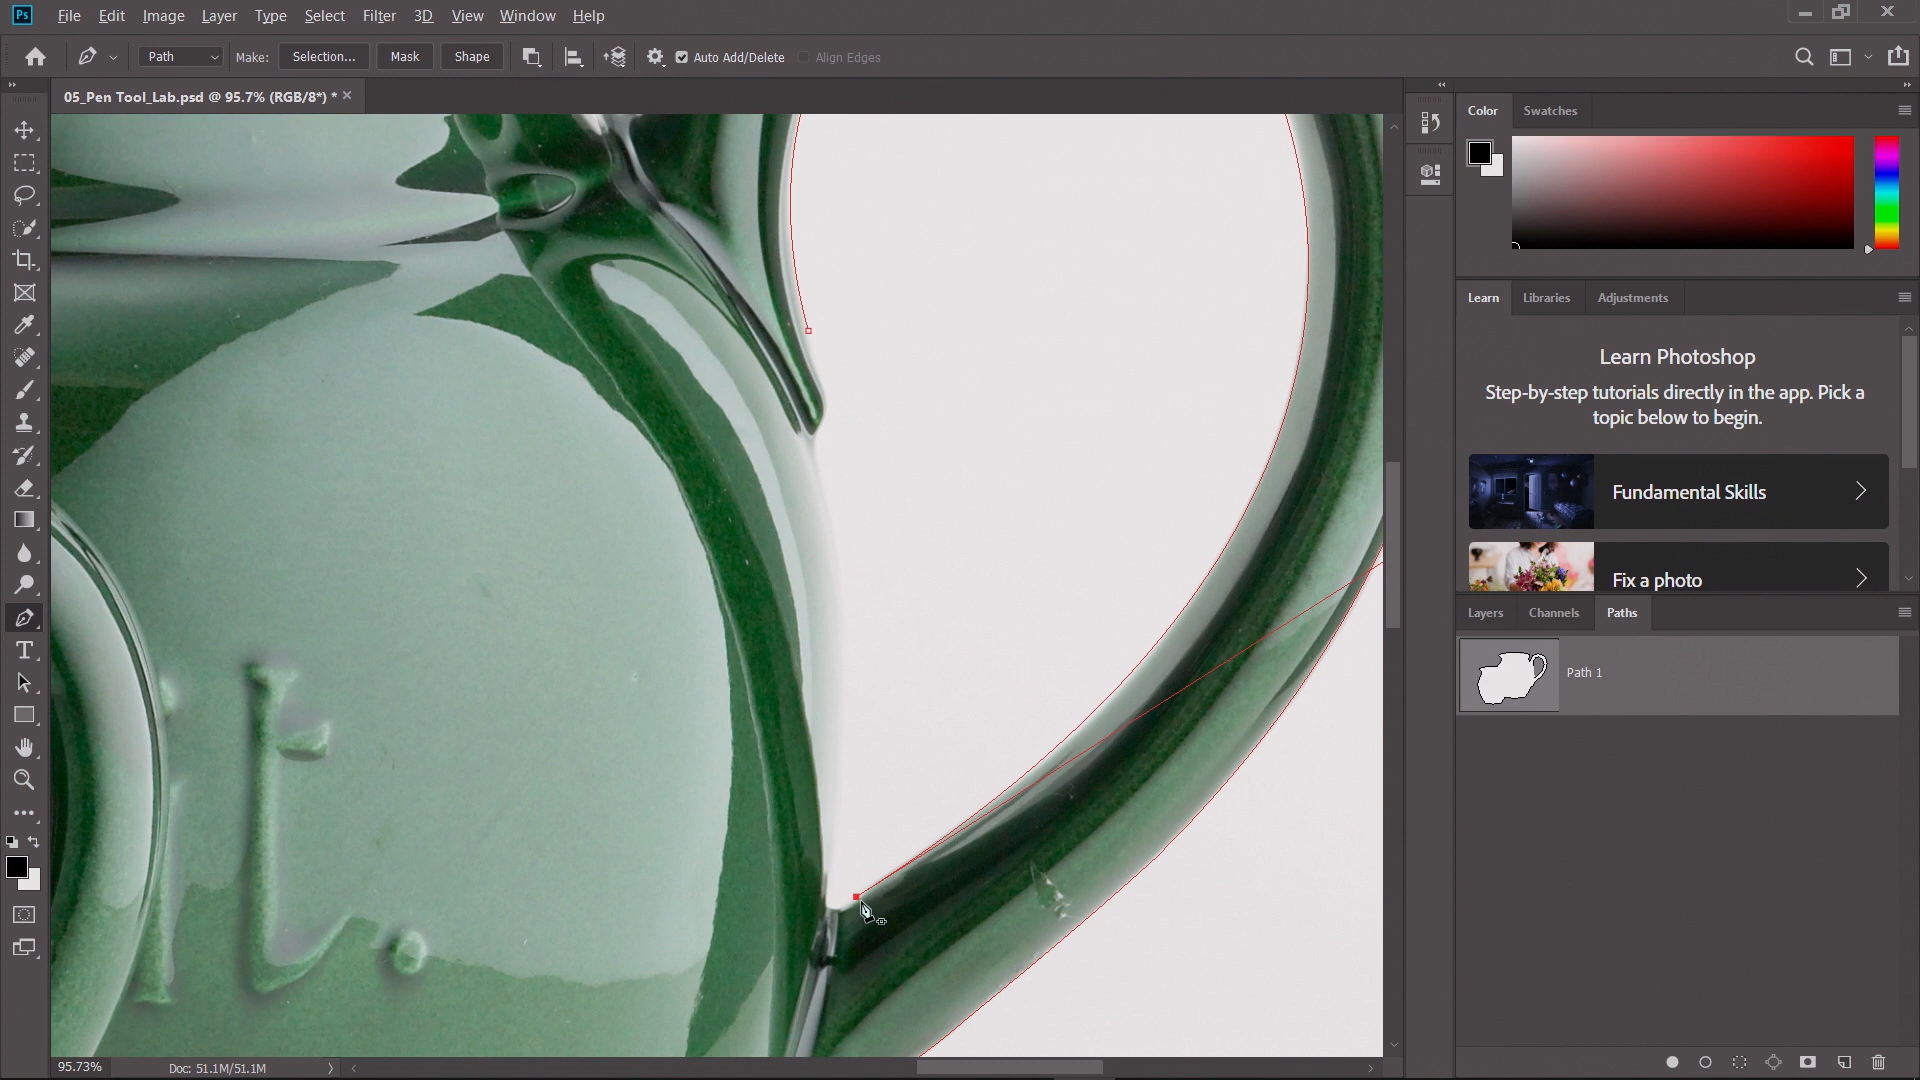 Ps File Edit Image Layer Type Select Filter 3D View Window Help
Path Make: Selection... Mask Shape Auto Add/Delete Align Edges
05_Pen Tool_Lab.psd @ 95.7% (RGB/8*) *
Color Swatches
Learn Libraries Adjustments
Learn Photoshop
Step-by-step tutorials directly in the app. Pick a
topic below to begin.
Fundamental Skills
Fix a photo
Layers Channels Paths
Path 1
95.73% Doc: 51.1M/51.1M